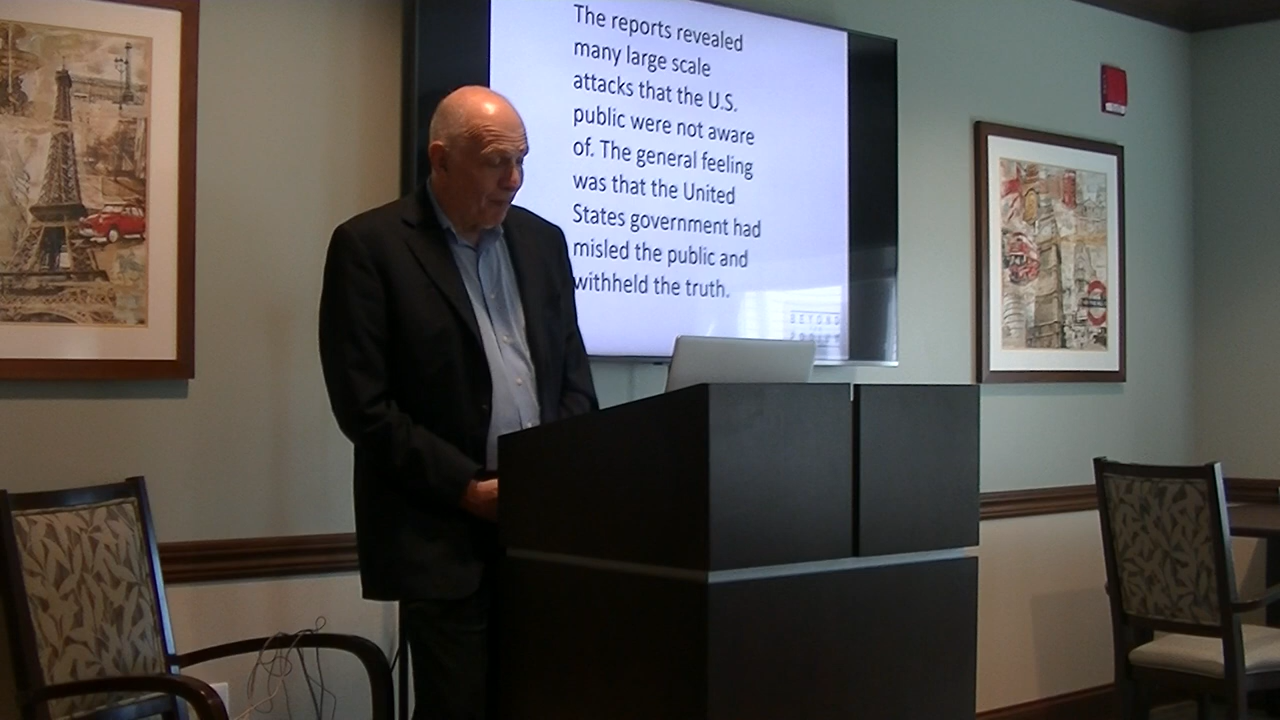 The reports revealed
many large scale
attacks that the U.S.
public were not aware
of. The general feeling
was that the United
States government had
misled the public and
withheld the truth.
BEYOND